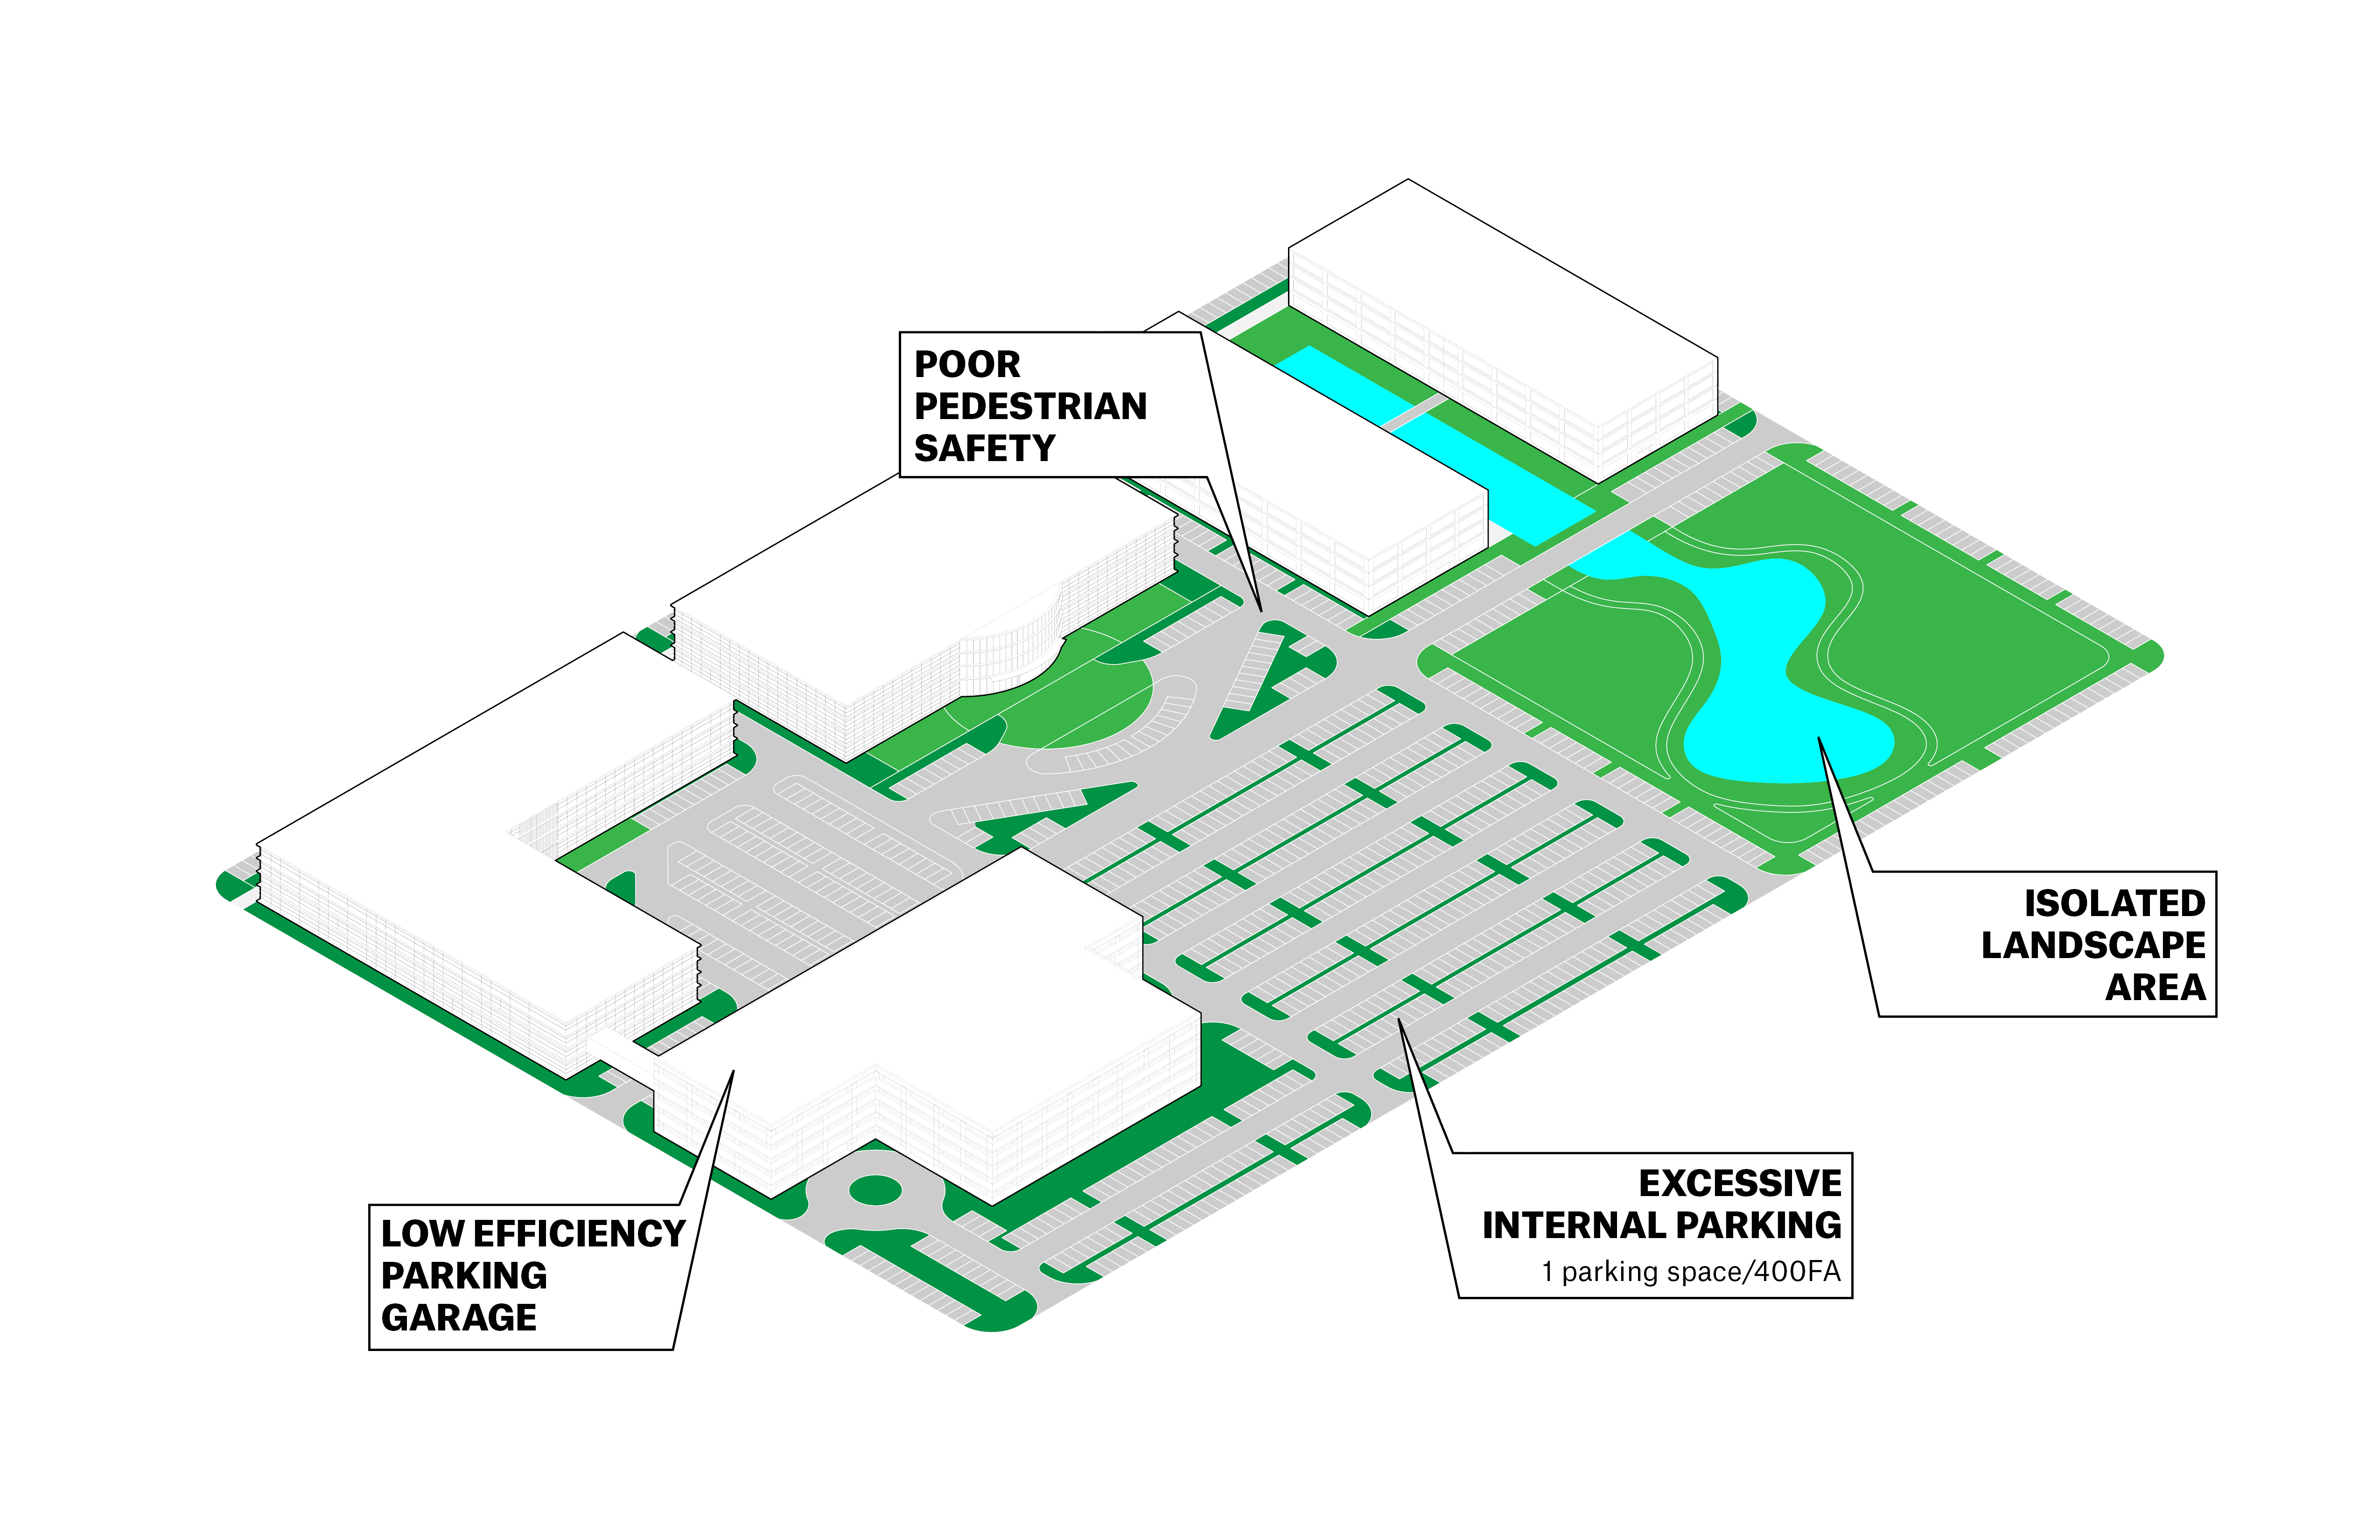 POOR
PEDESTRIAN
SAFETY
ISOLATED
LANDSCAPE
AREA
EXCESSIVE
INTERNAL PARKING
1 parking space/400FA
LOW EFFICIENCY
PARKING
GARAGE